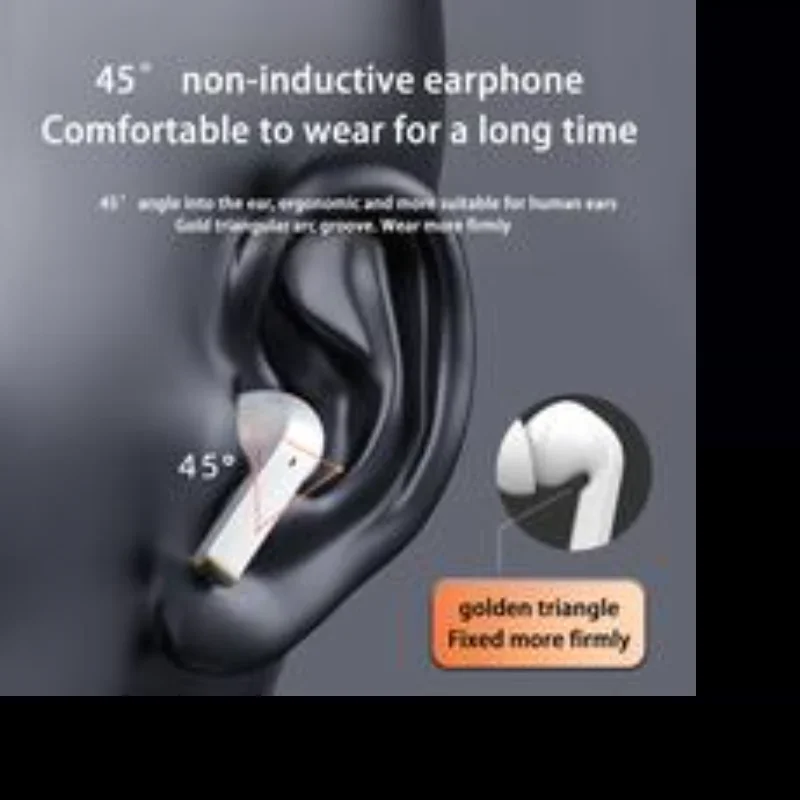 45° non-inductive earphone
Comfortable to wear for a long time
45° angle into the ear, ergonomic and more suitable for human ears
Gold triangular arc groove. Wear more firmly
45°
golden triangle
Fixed more firmly